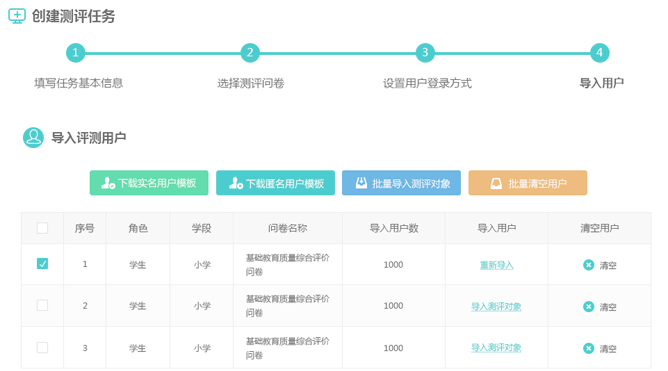 创建测评任务
1 2 3 4
填写任务基本信息 选择测评问卷 设置用户登录方式 导入用户
导入评测用户
下载实名用户模板 下载匿名用户模板 批量导入测评对象 批量清空用户
序号 角色 学段 问卷名称 导入用户数 导入用户 清空用户
1 学生 小学 基础教育质量综合评价 1000 重新导入 清空
问卷
2 学生 小学 基础教育质量综合评价 1000 导入测评对象 清空
问卷
3 学生 小学 基础教育质量综合评价 1000 导入测评对象 清空
问卷